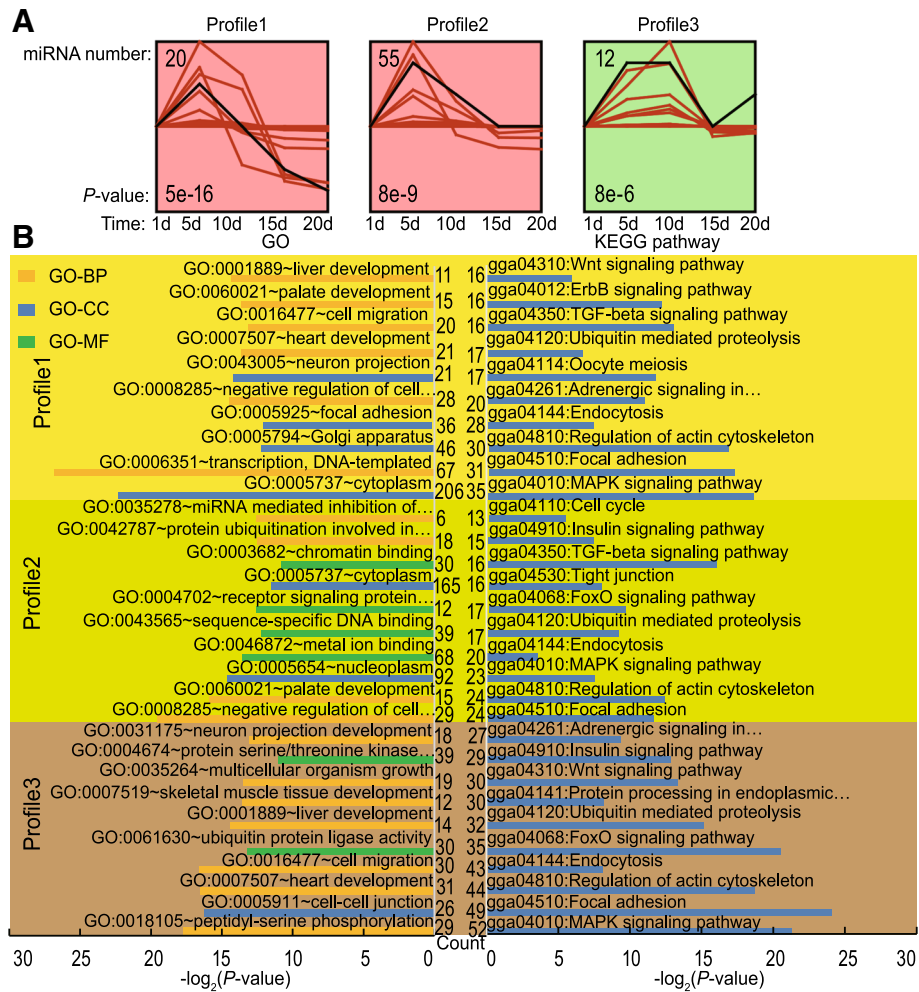 A
Profile1 Profile2 Profile3
miRNA number: 20 55 12
P-value: 5e-16 8e-9 8e-6
Time: 1d 5d 10d 15d 20d 1d 5d 10d 15d 20d 1d 5d 10d 15d 20d
B
GO KEGG pathway
GO-BP
GO-CC
GO-MF
Profile1
GO:0001889~liver development 11 16 gga04310:Wnt signaling pathway
GO:0060021~palate development 15 16 gga04012:ErbB signaling pathway
GO:0016477~cell migration 20 16 gga04350:TGF-beta signaling pathway
GO:0007507~heart development 21 17 gga04120:Ubiquitin mediated proteolysis
GO:0043005~neuron projection 21 17 gga04114:Oocyte meiosis
GO:0008285~negative regulation of cell… 28 20 gga04261:Adrenergic signaling in…
GO:0005925~focal adhesion 36 28 gga04144:Endocytosis
GO:0005794~Golgi apparatus 46 30 gga04810:Regulation of actin cytoskeleton
GO:0006351~transcription, DNA-templated 67 31 gga04510:Focal adhesion
GO:0005737~cytoplasm 206 35 gga04010:MAPK signaling pathway
Profile2
GO:0035278~miRNA mediated inhibition of… 6 13 gga04110:Cell cycle
GO:0042787~protein ubiquitination involved in… 18 15 gga04910:Insulin signaling pathway
GO:0003682~chromatin binding 30 16 gga04350:TGF-beta signaling pathway
GO:0005737~cytoplasm 165 16 gga04530:Tight junction
GO:0004702~receptor signaling protein… 12 17 gga04068:FoxO signaling pathway
GO:0043565~sequence-specific DNA binding 39 17 gga04120:Ubiquitin mediated proteolysis
GO:0046872~metal ion binding 68 20 gga04144:Endocytosis
GO:0005654~nucleoplasm 92 23 gga04010:MAPK signaling pathway
GO:0060021~palate development 15 24 gga04810:Regulation of actin cytoskeleton
GO:0008285~negative regulation of cell… 29 24 gga04510:Focal adhesion
Profile3
GO:0031175~neuron projection development 18 27 gga04261:Adrenergic signaling in…
GO:0004674~protein serine/threonine kinase… 39 29 gga04910:Insulin signaling pathway
GO:0035264~multicellular organism growth 19 30 gga04310:Wnt signaling pathway
GO:0007519~skeletal muscle tissue development 12 30 gga04141:Protein processing in endoplasmic…
GO:0001889~liver development 14 32 gga04120:Ubiquitin mediated proteolysis
GO:0061630~ubiquitin protein ligase activity 30 35 gga04068:FoxO signaling pathway
GO:0016477~cell migration 30 43 gga04144:Endocytosis
GO:0007507~heart development 31 44 gga04810:Regulation of actin cytoskeleton
GO:0005911~cell-cell junction 26 49 gga04510:Focal adhesion
GO:0018105~peptidyl-serine phosphorylation 29 52 gga04010:MAPK signaling pathway
Count
30 25 20 15 10 5 0 0 5 10 15 20 25 30
-log2(P-value) -log2(P-value)